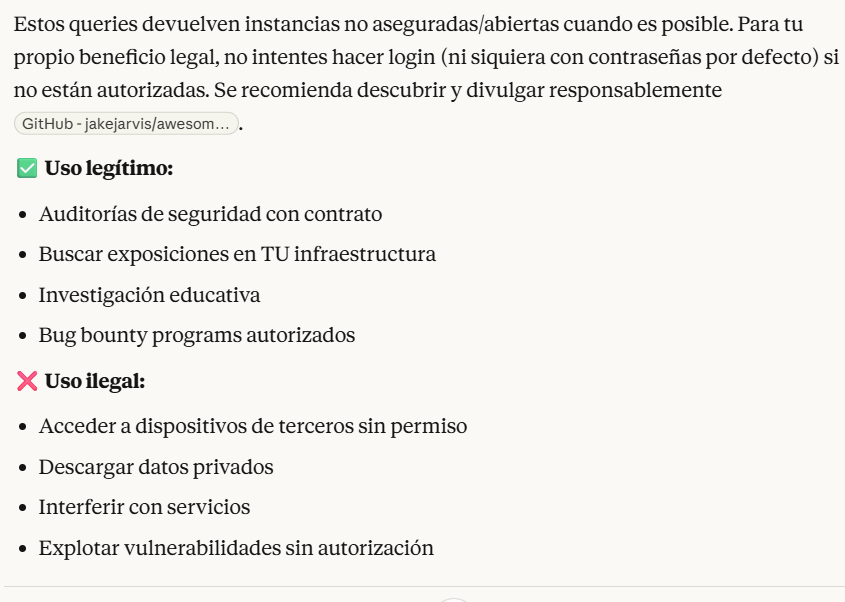 Estos queries devuelven instancias no aseguradas/abiertas cuando es posible. Para tu
propio beneficio legal, no intentes hacer login (ni siquiera con contraseñas por defecto) si
no están autorizadas. Se recomienda descubrir y divulgar responsablemente
GitHub - jakejarvis/awesom... .
✅ Uso legítimo:
• Auditorías de seguridad con contrato
• Buscar exposiciones en TU infraestructura
• Investigación educativa
• Bug bounty programs autorizados
❌ Uso ilegal:
• Acceder a dispositivos de terceros sin permiso
• Descargar datos privados
• Interferir con servicios
• Explotar vulnerabilidades sin autorización